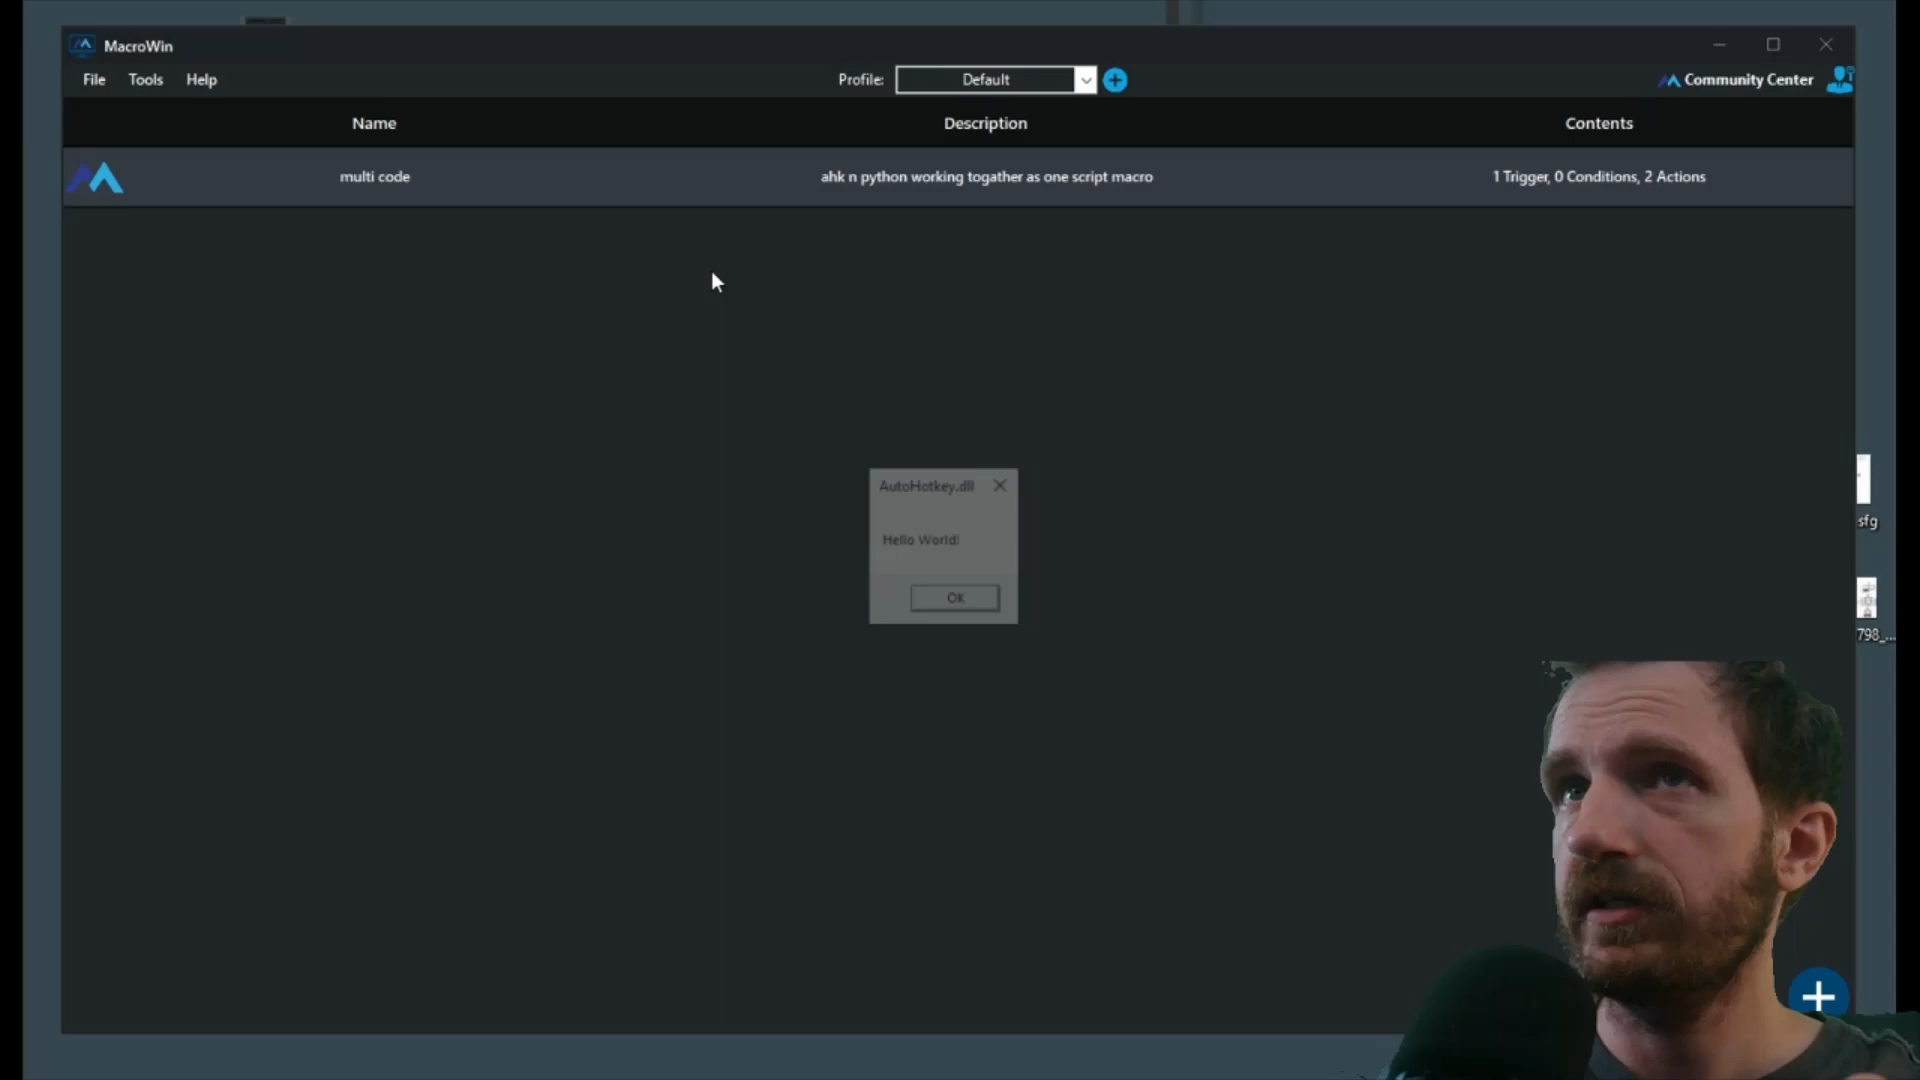 MacroWin
File Tools Help
Profile: Default
Community Center
Name Description Contents
multi code ahk n python working togather as one script macro 1 Trigger, 0 Conditions, 2 Actions
AutoHotkey.dll
Hello World!
OK
sfg
798_...